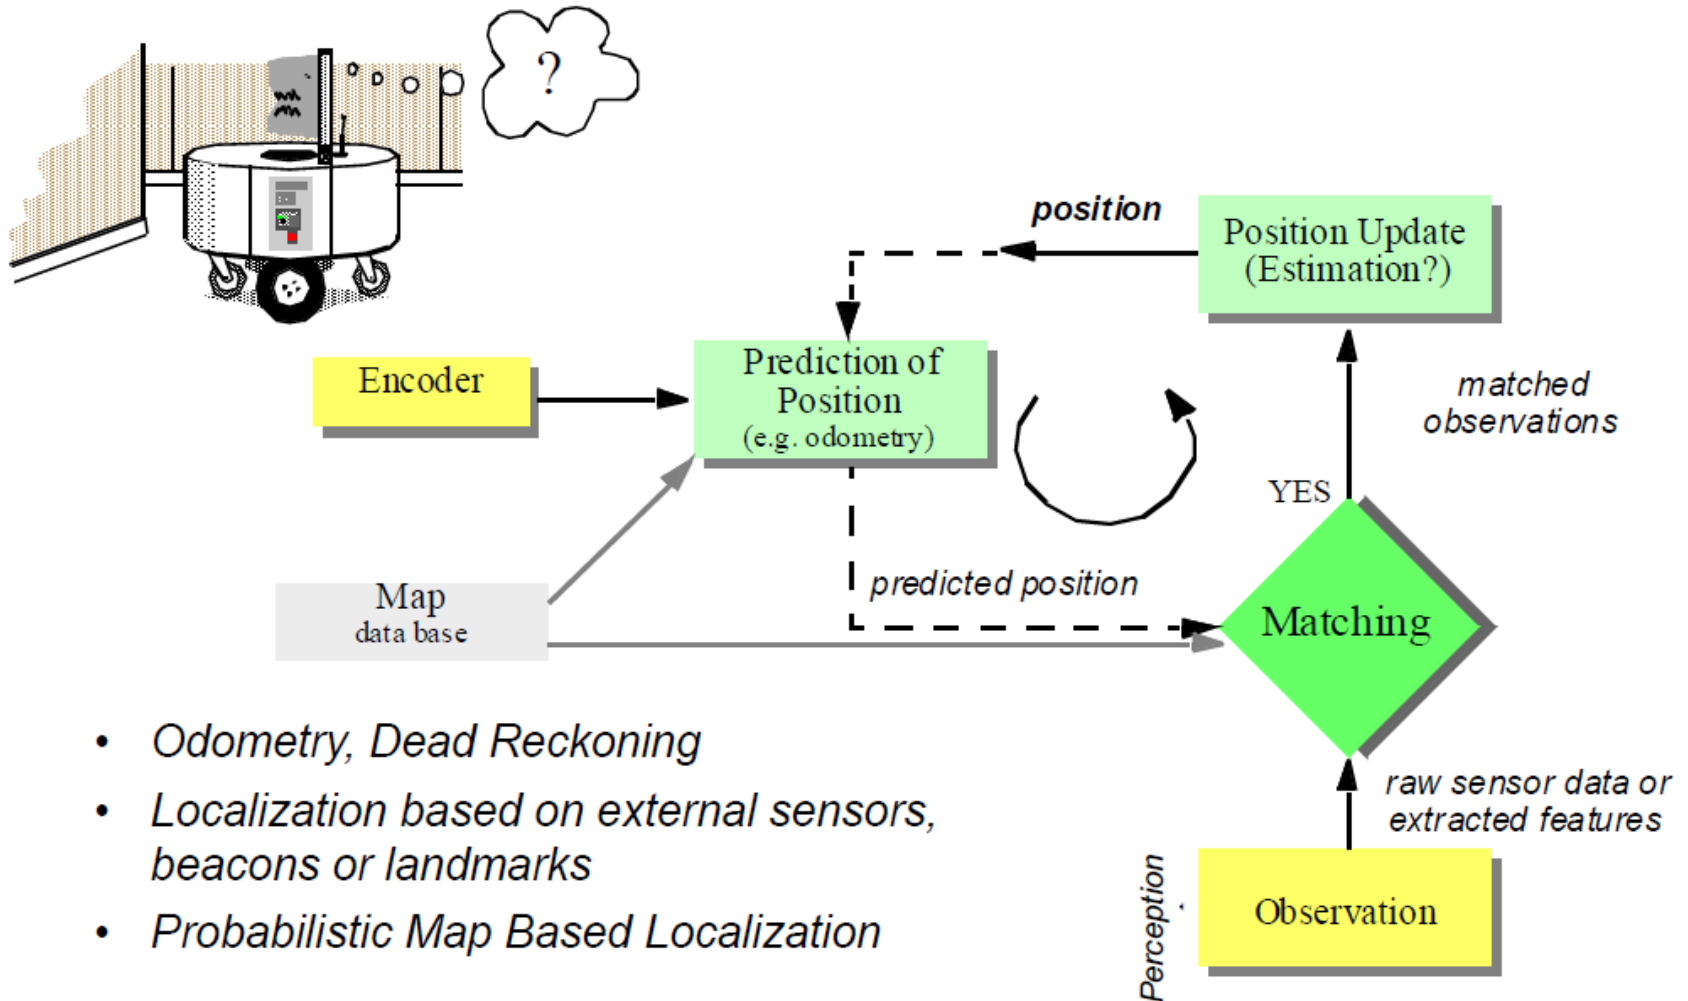 ?
position
Position Update
(Estimation?)
Encoder
Prediction of
Position
(e.g. odometry)
matched
observations
YES
Map
data base
predicted position
Matching
• Odometry, Dead Reckoning
• Localization based on external sensors,
beacons or landmarks
• Probabilistic Map Based Localization
raw sensor data or
extracted features
Perception
Observation